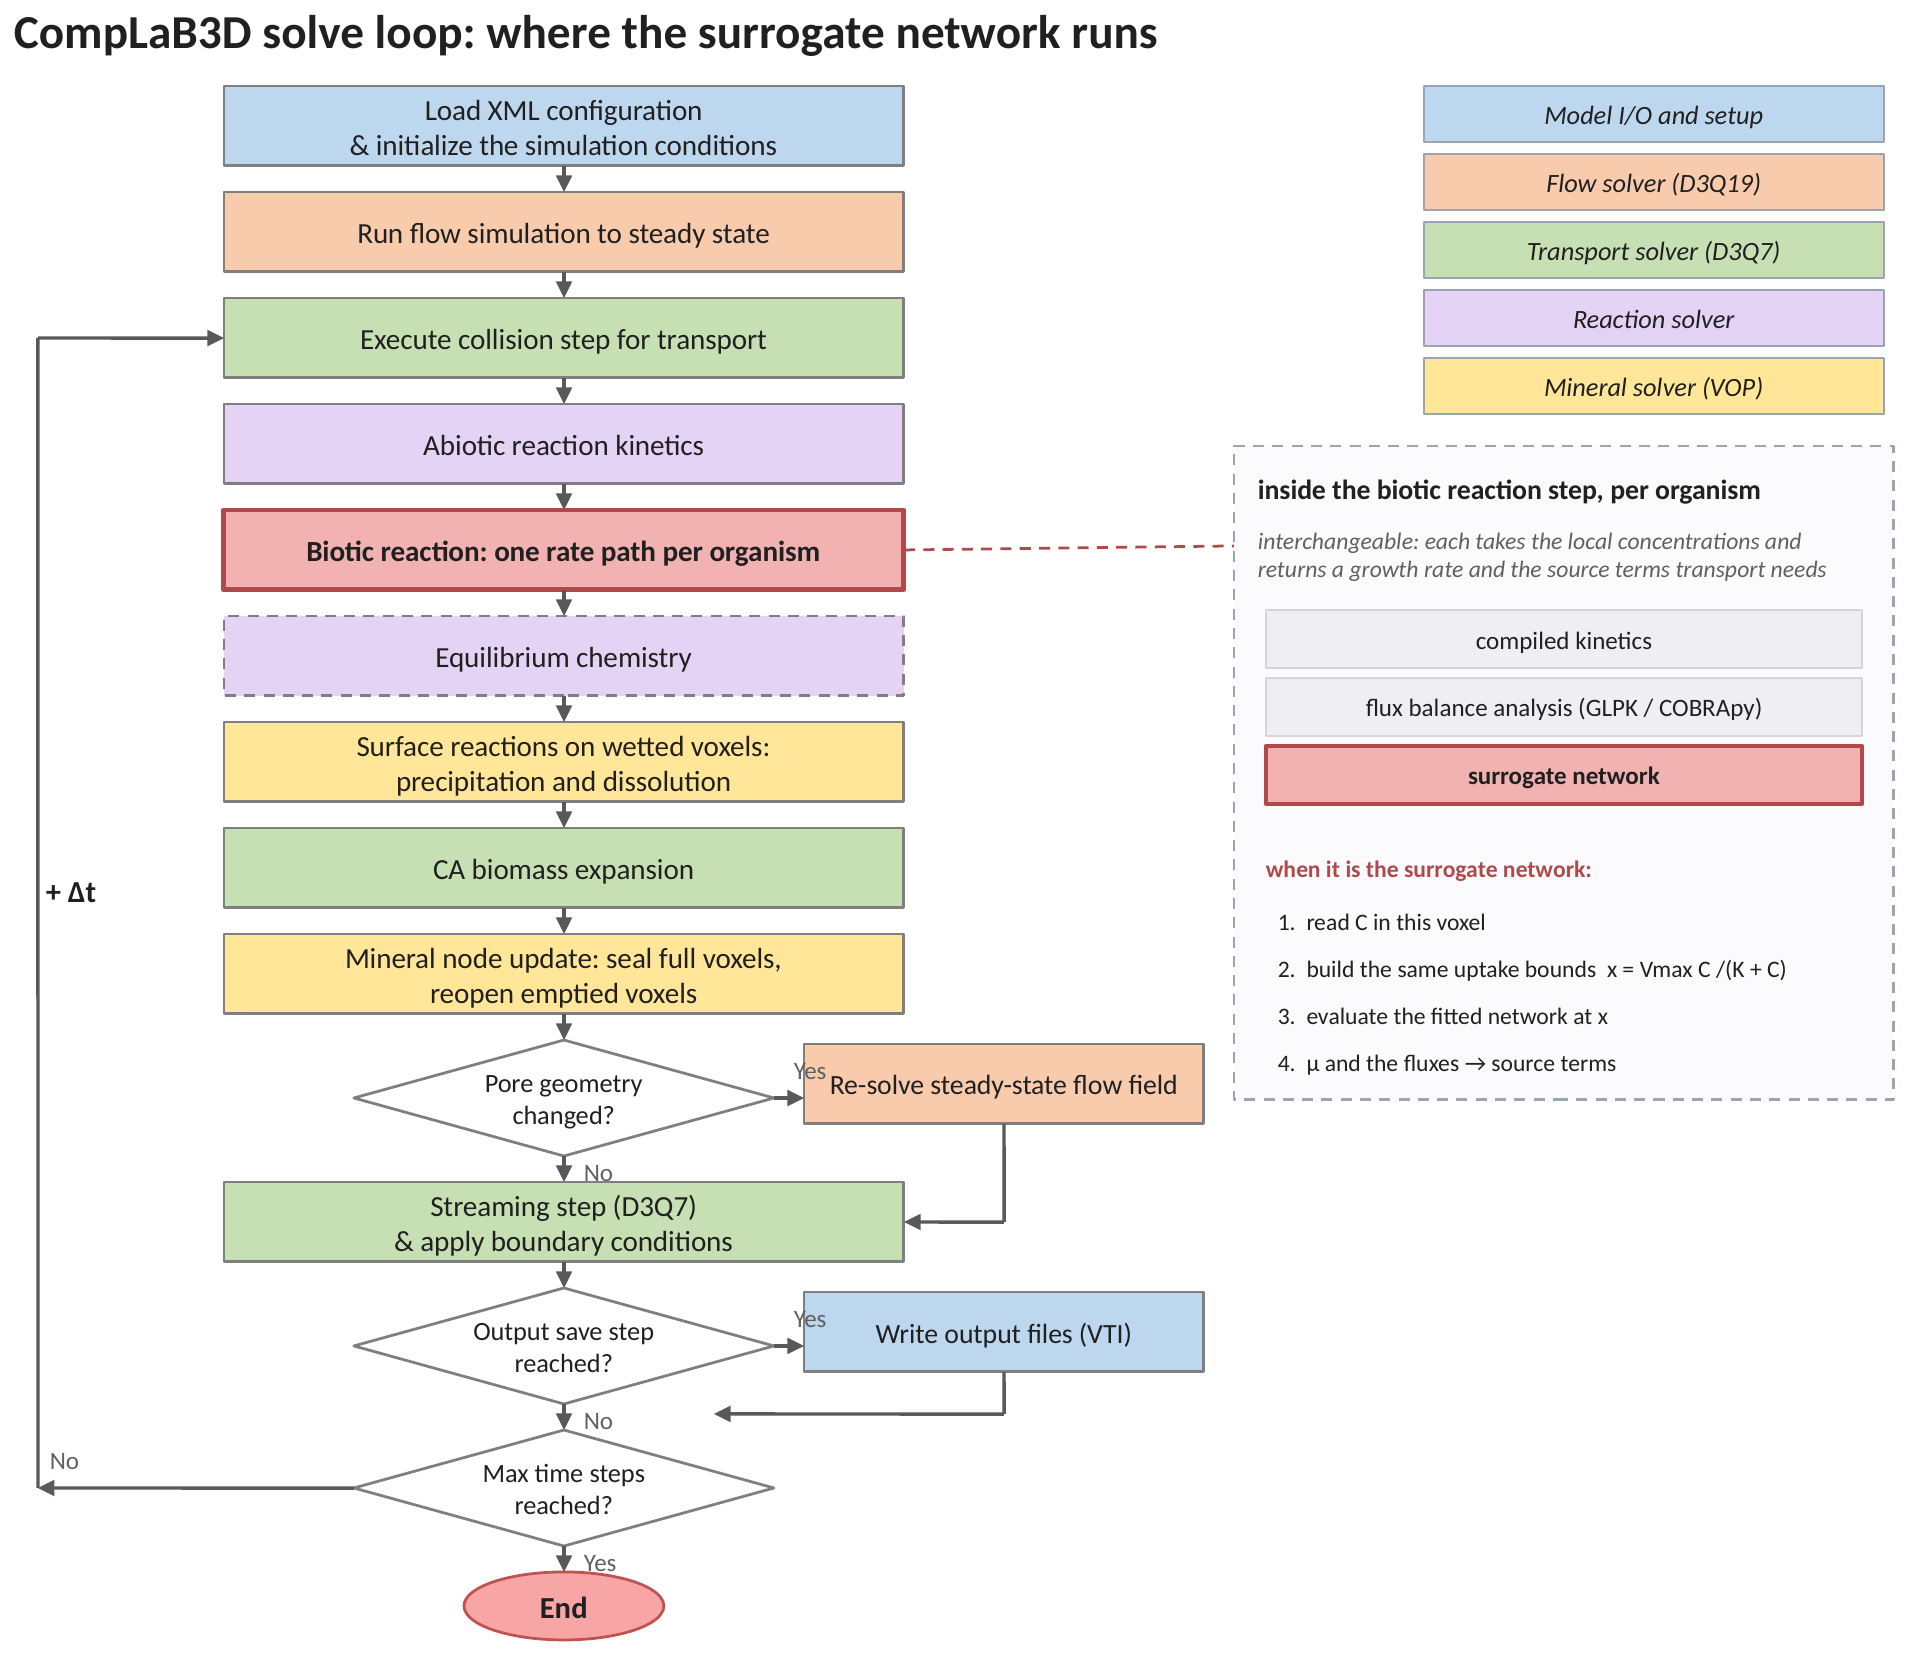 CompLaB3D solve loop: where the surrogate network runs
Load XML configuration
& initialize the simulation conditions
Run flow simulation to steady state
Execute collision step for transport
Abiotic reaction kinetics
Biotic reaction: one rate path per organism
Equilibrium chemistry
Surface reactions on wetted voxels:
precipitation and dissolution
CA biomass expansion
+ Δt
Mineral node update: seal full voxels,
reopen emptied voxels
Pore geometry
changed?
Yes
Re-solve steady-state flow field
No
Streaming step (D3Q7)
& apply boundary conditions
Output save step
reached?
Yes
Write output files (VTI)
No
Max time steps
reached?
No
Yes
End
Model I/O and setup
Flow solver (D3Q19)
Transport solver (D3Q7)
Reaction solver
Mineral solver (VOP)
inside the biotic reaction step, per organism
interchangeable: each takes the local concentrations and
returns a growth rate and the source terms transport needs
compiled kinetics
flux balance analysis (GLPK / COBRApy)
surrogate network
when it is the surrogate network:
1. read C in this voxel
2. build the same uptake bounds x = Vmax C /(K + C)
3. evaluate the fitted network at x
4. μ and the fluxes → source terms